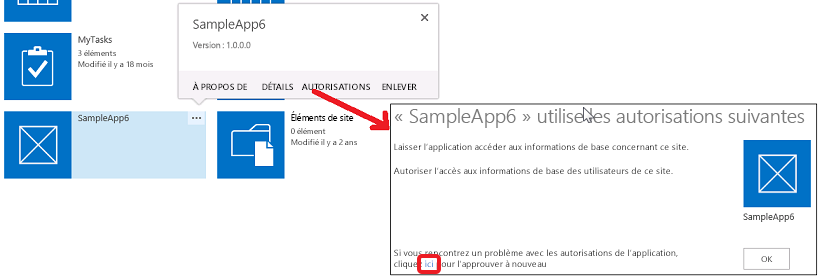 SampleApp6
Version : 1.0.0.0
À PROPOS DE DÉTAILS AUTORISATIONS ENLEVER
MyTasks
3 éléments
Modifié il y a 18 mois
SampleApp6
Éléments de site
0 élément
Modifié il y a 2 ans
« SampleApp6 » utilise les autorisations suivantes
Laisser l'application accéder aux informations de base concernant ce site.
Autoriser l'accès aux informations de base des utilisateurs de ce site.
SampleApp6
Si vous rencontrez un problème avec les autorisations de l'application,
cliquez ici pour l'approuver à nouveau
OK